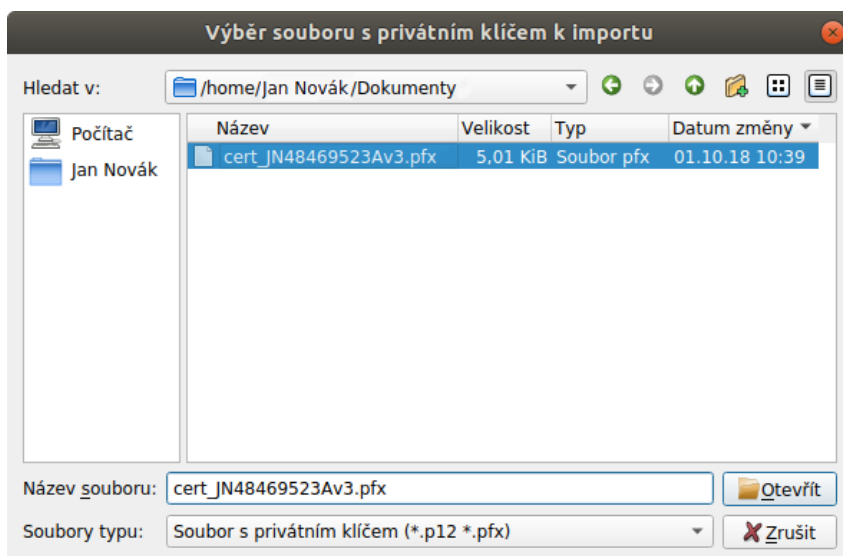 Výběr souboru s privátním klíčem k importu
Hledat v: /home/Jan Novák/Dokumenty
Počítač
Jan Novák
Název Velikost Typ Datum změny
cert_JN48469523Av3.pfx 5,01 KiB Soubor pfx 01.10.18 10:39
Název souboru: cert_JN48469523Av3.pfx Otevřít
Soubory typu: Soubor s privátním klíčem (*.p12 *.pfx) Zrušit